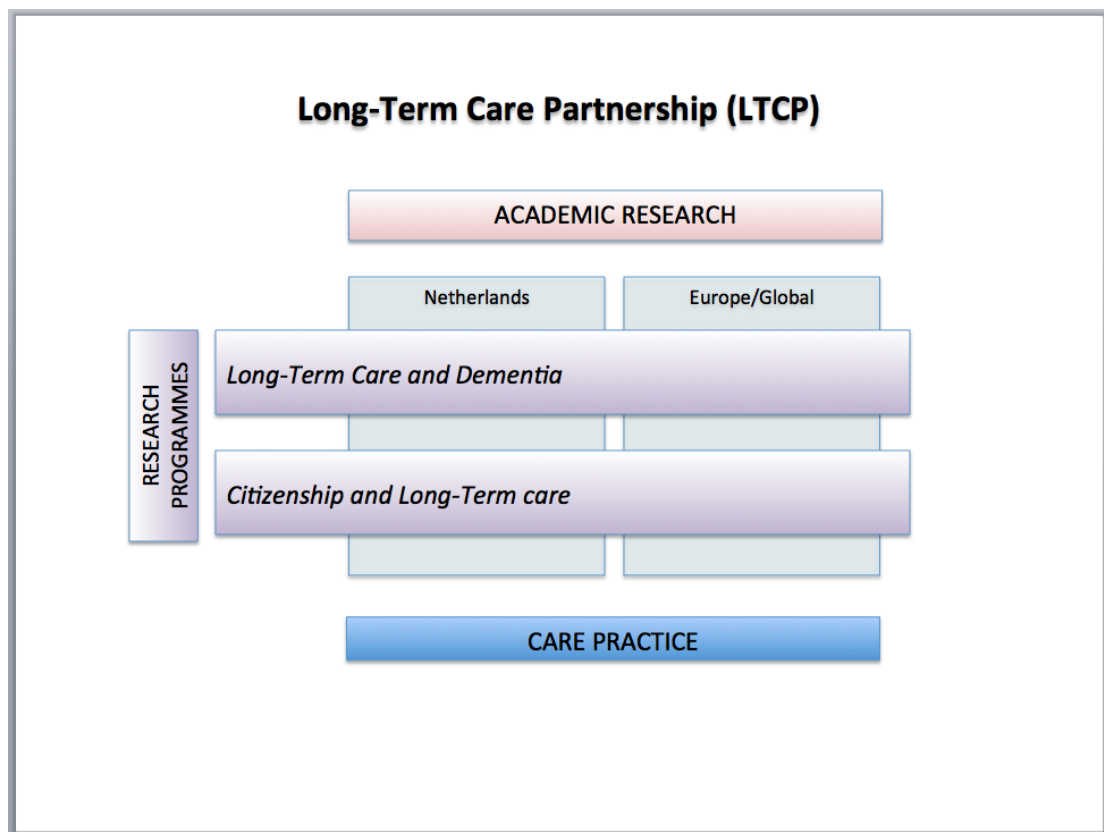 Long-Term Care Partnership (LTCP)
ACADEMIC RESEARCH
Netherlands
Europe/Global
RESEARCH
PROGRAMMES
Long-Term Care and Dementia
Citizenship and Long-Term care
CARE PRACTICE